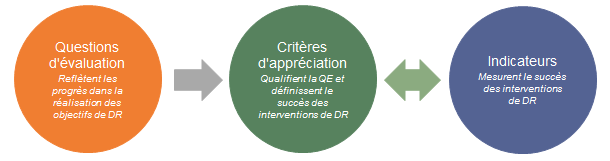 Questions
d'évaluation
Reflètent les
progrès dans la
réalisation des
objectifs de DR
Critères
d'appréciation
Qualifient la QE et
définissent le
succès des
interventions de DR
Indicateurs
Mesurent le succès
des interventions
de DR